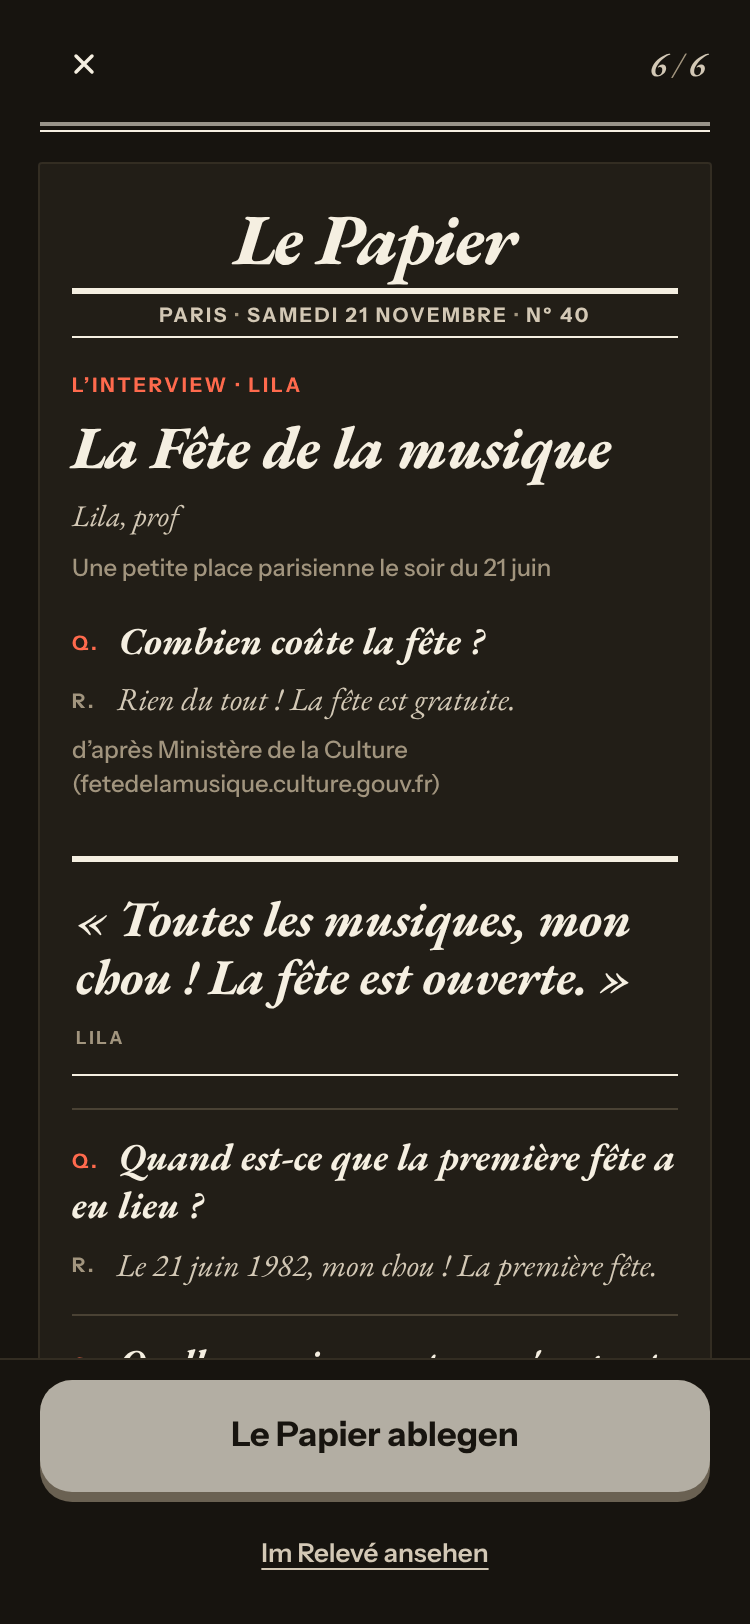 6/6
Le Papier
PARIS · SAMEDI 21 NOVEMBRE · N° 40
L’INTERVIEW · LILA
La Fête de la musique
Lila, prof
Une petite place parisienne le soir du 21 juin
Q. Combien coûte la fête ?
R. Rien du tout ! La fête est gratuite.
d’après Ministère de la Culture
(fetedelamusique.culture.gouv.fr)
« Toutes les musiques, mon
chou ! La fête est ouverte. »
LILA
Q. Quand est-ce que la première fête a
eu lieu ?
R. Le 21 juin 1982, mon chou ! La première fête.
Le Papier ablegen
Im Relevé ansehen